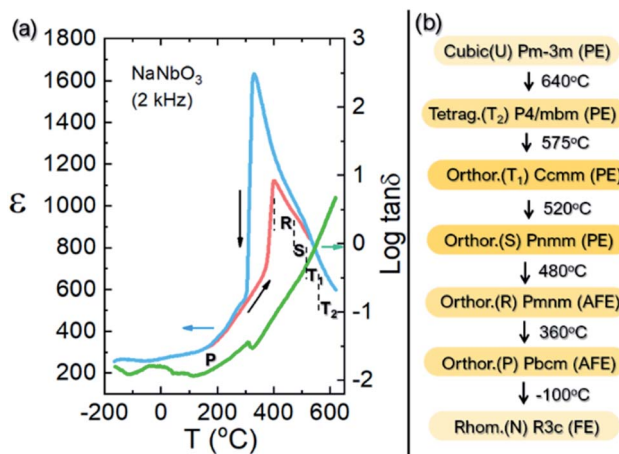 (a)
1800
1600
1400
1200
1000
800
600
400
200
ε
NaNbO₃
(2 kHz)
P
R
S
T₁
T₂
3
2
1
0
-1
-2
Log tanδ
-200 0 200 400 600
T (°C)
(b)
Cubic(U) Pm-3m (PE)
640°C
Tetrag.(T₂) P4/mbm (PE)
575°C
Orthor.(T₁) Ccmm (PE)
520°C
Orthor.(S) Pnmm (PE)
480°C
Orthor.(R) Pmnm (AFE)
360°C
Orthor.(P) Pbcm (AFE)
-100°C
Rhom.(N) R3c (FE)